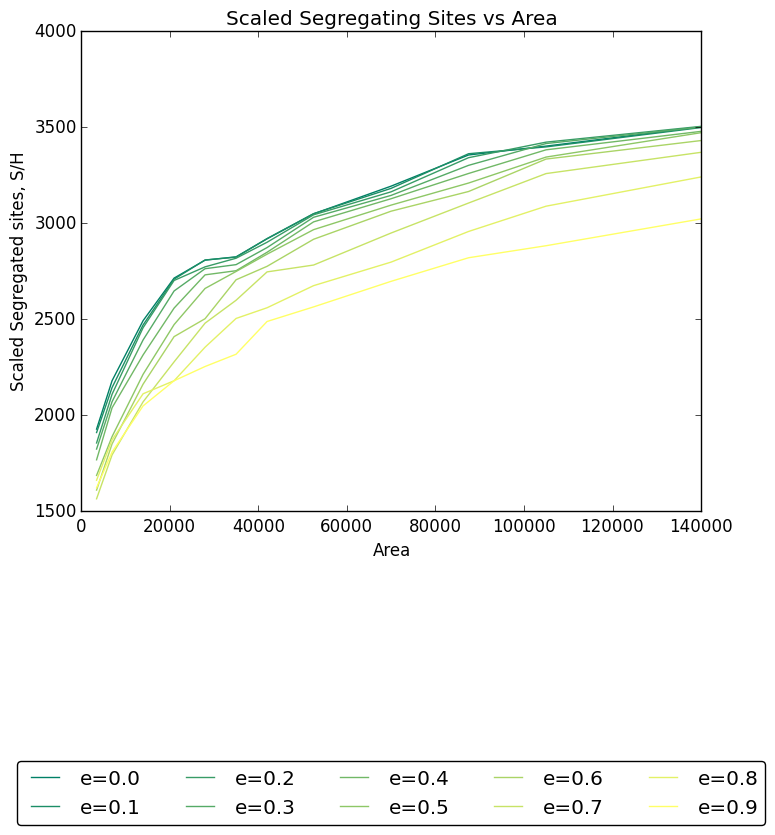 Scaled Segregating Sites vs Area
4000
3500
3000
2500
2000
1500
Scaled Segregated sites, S/H
0 20000 40000 60000 80000 100000 120000 140000
Area
e=0.0 e=0.2 e=0.4 e=0.6 e=0.8
e=0.1 e=0.3 e=0.5 e=0.7 e=0.9